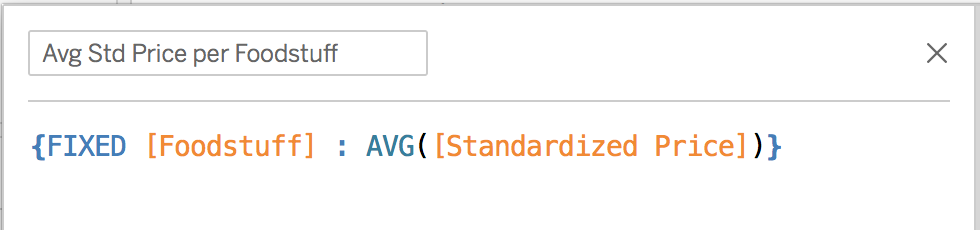 Avg Std Price per Foodstuff
{FIXED [Foodstuff] : AVG([Standardized Price])}